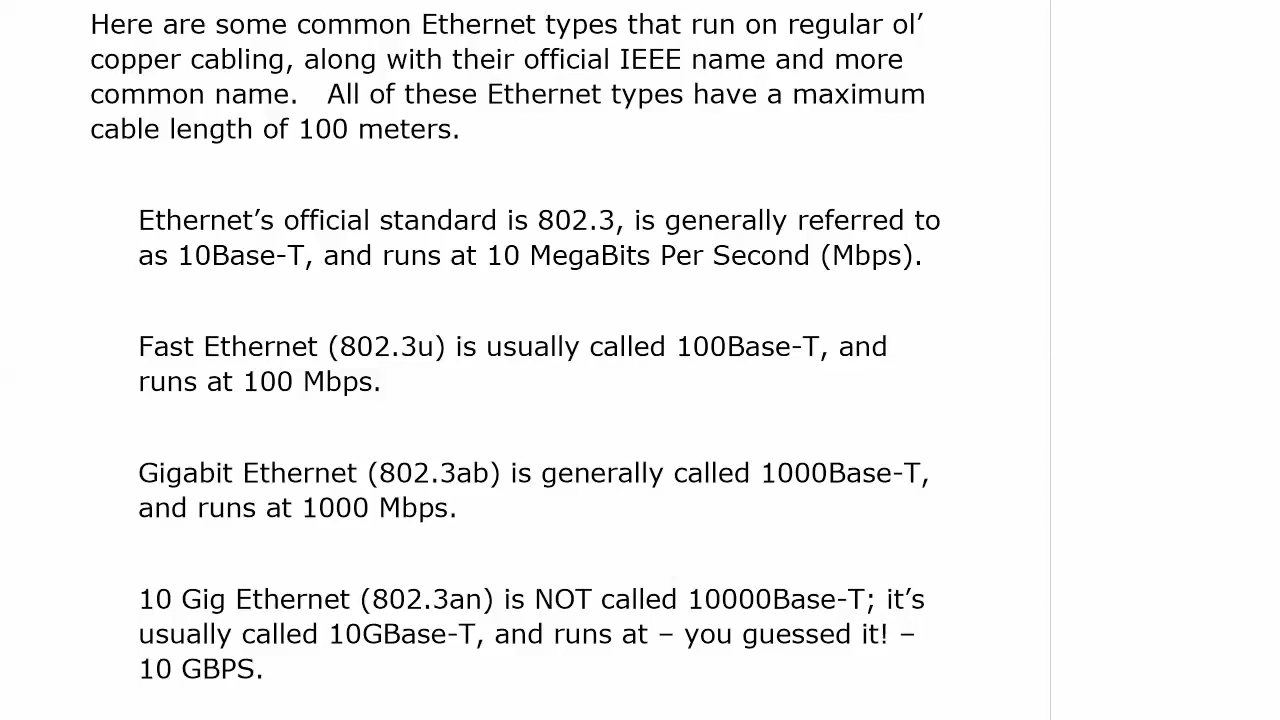 Here are some common Ethernet types that run on regular ol’
copper cabling, along with their official IEEE name and more
common name.   All of these Ethernet types have a maximum
cable length of 100 meters.
Ethernet’s official standard is 802.3, is generally referred to
as 10Base-T, and runs at 10 MegaBits Per Second (Mbps).
Fast Ethernet (802.3u) is usually called 100Base-T, and
runs at 100 Mbps.
Gigabit Ethernet (802.3ab) is generally called 1000Base-T,
and runs at 1000 Mbps.
10 Gig Ethernet (802.3an) is NOT called 10000Base-T; it’s
usually called 10GBase-T, and runs at – you guessed it! –
10 GBPS.